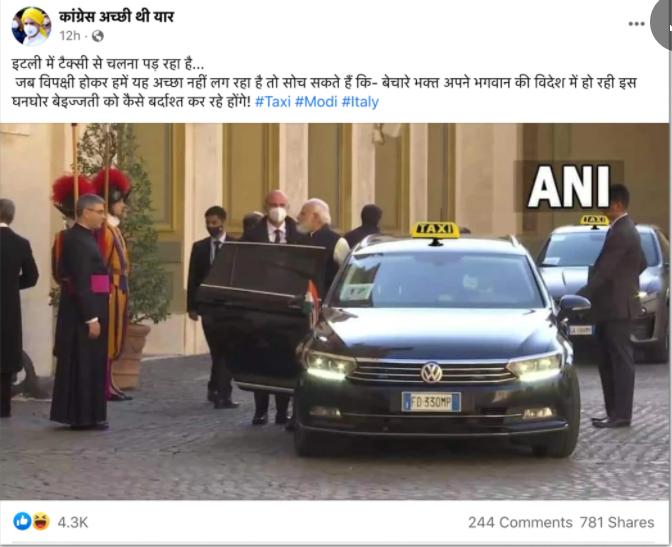 कांग्रेस अच्छी थी यार
12h
इटली में टैक्सी से चलना पड़ रहा है...
जब विपक्षी होकर हमें यह अच्छा नहीं लग रहा है तो सोच सकते हैं कि- बेचारे भक्त अपने भगवान की विदेश में हो रही इस
घनघोर बेइज्जती को कैसे बर्दाश्त कर रहे होंगे! #Taxi #Modi #Italy
ANI
TAXI
TAXI
FD 330MP
4.3K
244 Comments 781 Shares